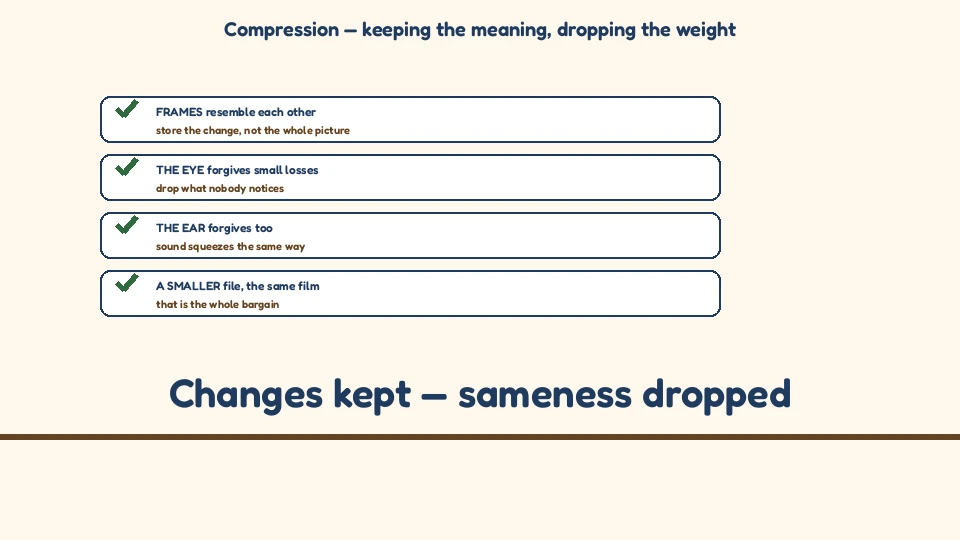 Compression — keeping the meaning, dropping the weight
FRAMES resemble each other
store the change, not the whole picture
THE EYE forgives small losses
drop what nobody notices
THE EAR forgives too
sound squeezes the same way
A SMALLER file, the same film
that is the whole bargain
Changes kept — sameness dropped